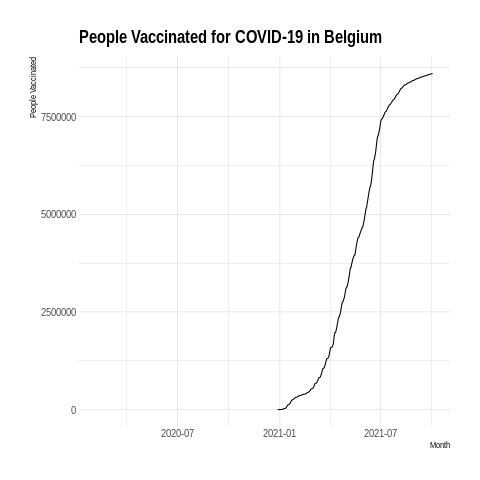 People Vaccinated for COVID-19 in Belgium
People Vaccinated
7500000
5000000
2500000
0
2020-07
2021-01
2021-07
Month